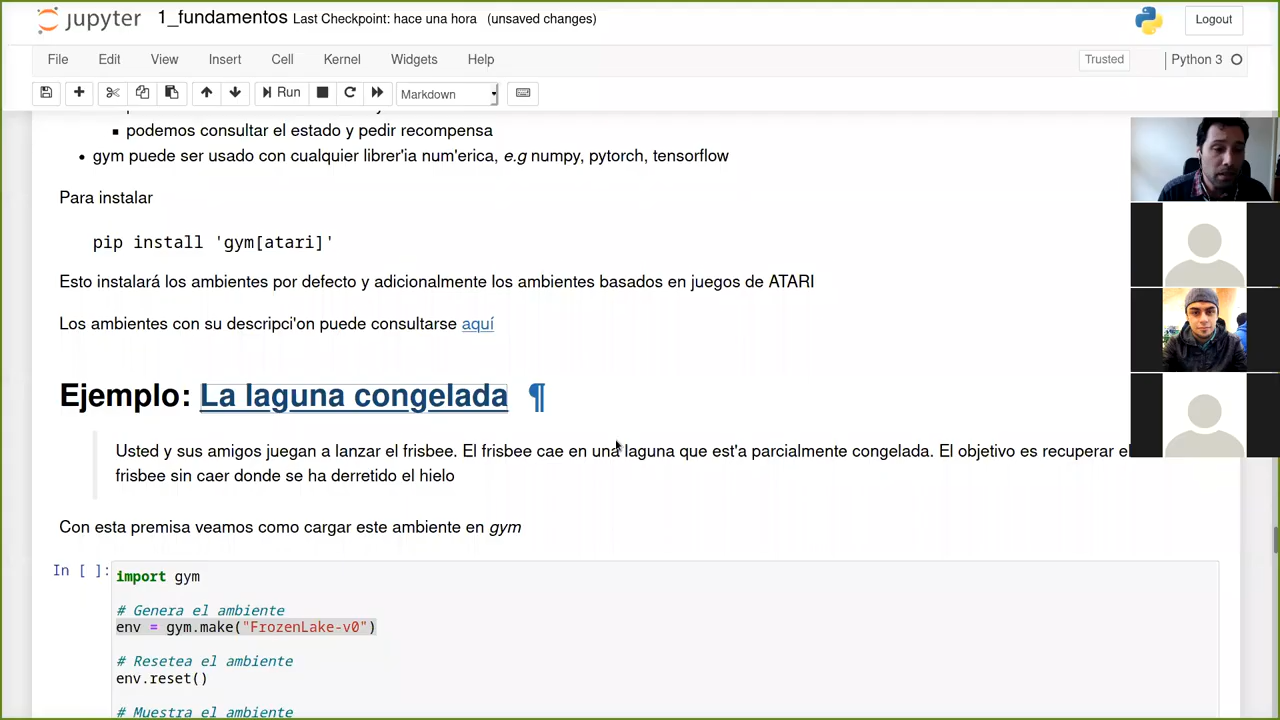 jupyter 1_fundamentos Last Checkpoint: hace una hora (unsaved changes) Logout
File Edit View Insert Cell Kernel Widgets Help Trusted Python 3
Run Markdown
podemos consultar el estado y pedir recompensa
gym puede ser usado con cualquier librer'ia num'erica, e.g numpy, pytorch, tensorflow
Para instalar
pip install 'gym[atari]'
Esto instalará los ambientes por defecto y adicionalmente los ambientes basados en juegos de ATARI
Los ambientes con su descripci'on puede consultarse aquí
Ejemplo: La laguna congelada ¶
Usted y sus amigos juegan a lanzar el frisbee. El frisbee cae en una laguna que est'a parcialmente congelada. El objetivo es recuperar el
frisbee sin caer donde se ha derretido el hielo
Con esta premisa veamos como cargar este ambiente en gym
In [ ]: import gym
# Genera el ambiente
env = gym.make("FrozenLake-v0")
# Resetea el ambiente
env.reset()
# Muestra el ambiente